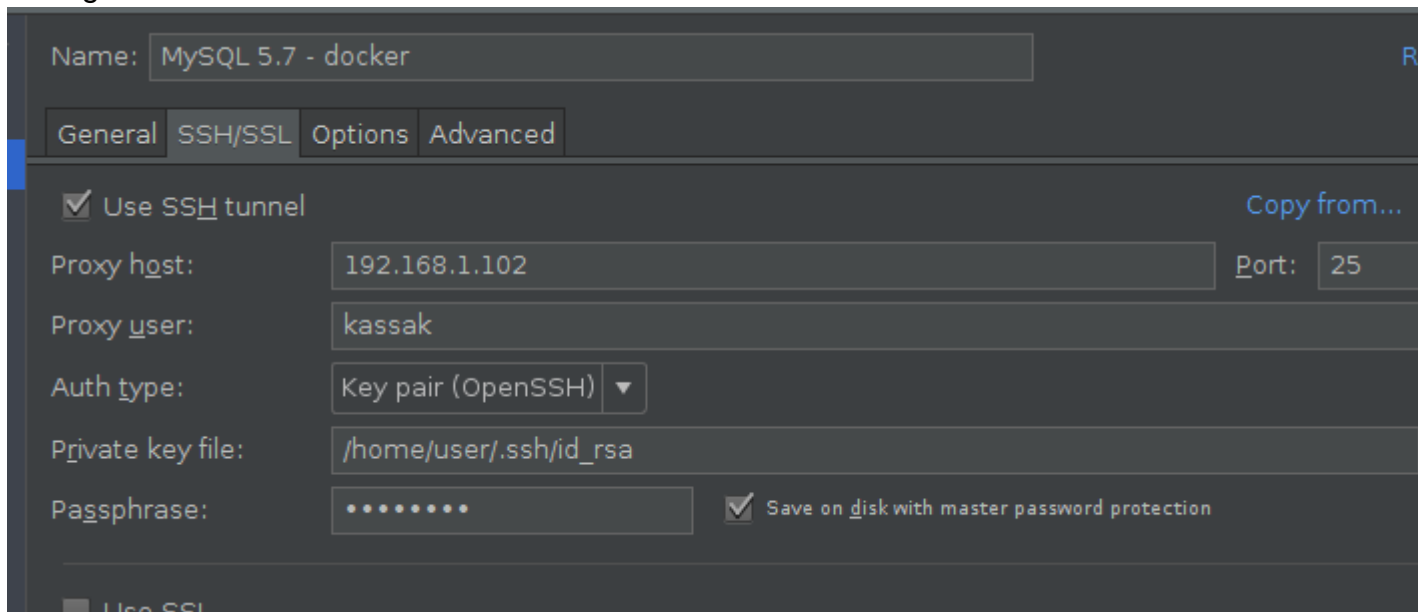 Name: MySQL 5.7 - docker R
General SSH/SSL Options Advanced
Use SSH tunnel Copy from...
Proxy host: 192.168.1.102 Port: 25
Proxy user: kassak
Auth type: Key pair (OpenSSH)
Private key file: /home/user/.ssh/id_rsa
Passphrase: •••••••• Save on disk with master password protection
Use SSL